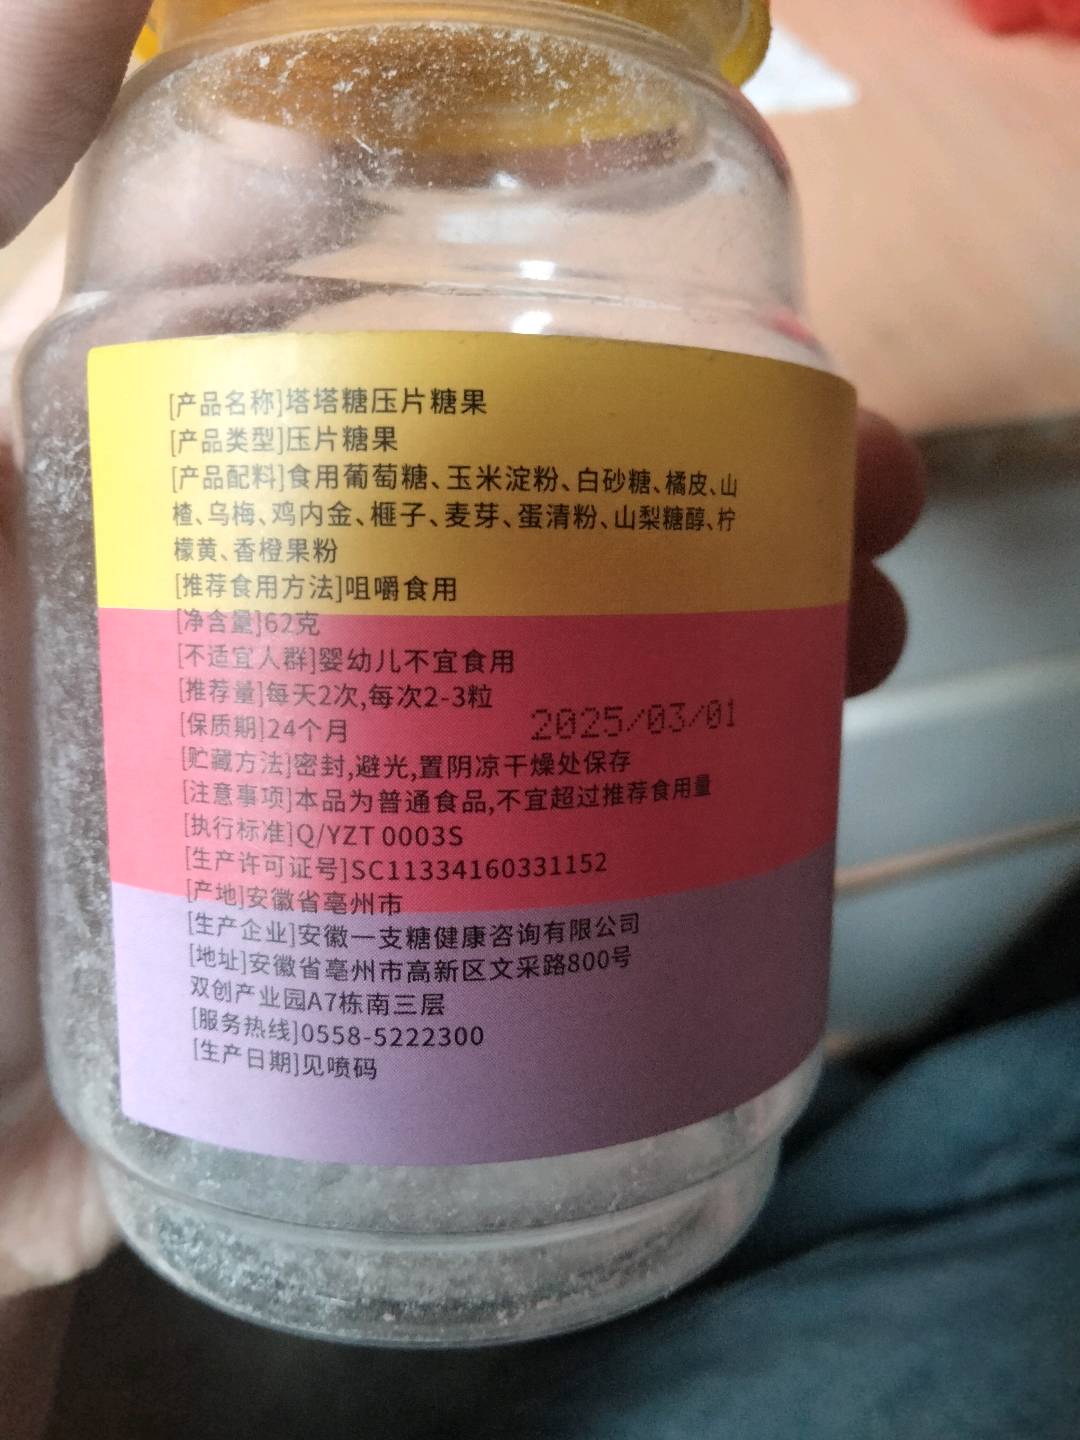 [产品名称]塔塔糖压片糖果
[产品类型]压片糖果
[产品配料]食用葡萄糖、玉米淀粉、白砂糖、橘皮、山
楂、乌梅、鸡内金、榧子、麦芽、蛋清粉、山梨糖醇、柠
檬黄、香橙果粉
[推荐食用方法]咀嚼食用
[净含量]62克
[不适宜人群]婴幼儿不宜食用
[推荐量]每天2次,每次2-3粒
[保质期]24个月
2025/03/01
[贮藏方法]密封,避光,置阴凉干燥处保存
[注意事项]本品为普通食品,不宜超过推荐食用量
[执行标准]Q/YZT 0003S
[生产许可证号]SC11334160331152
[产地]安徽省亳州市
[生产企业]安徽一支糖健康咨询有限公司
[地址]安徽省亳州市高新区文采路800号
双创产业园A7栋南三层
[服务热线]0558-5222300
[生产日期]见喷码